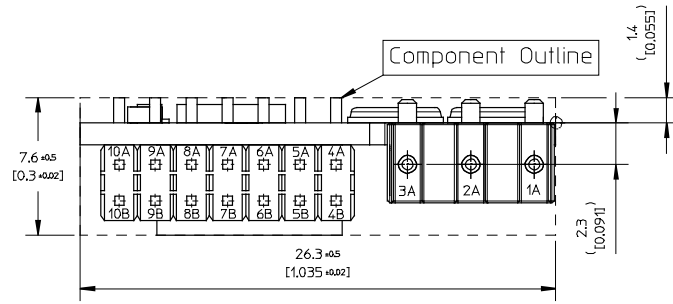 Component Outline
1.4
( [0.055] )
10A 9A 8A 7A 6A 5A 4A
7.6 ±0.5
[0.3 ±0.02]
3A 2A 1A
10B 9B 8B 7B 6B 5B 4B
2.3
( [0.091] )
26.3 ±0.5
[1.035 ±0.02]